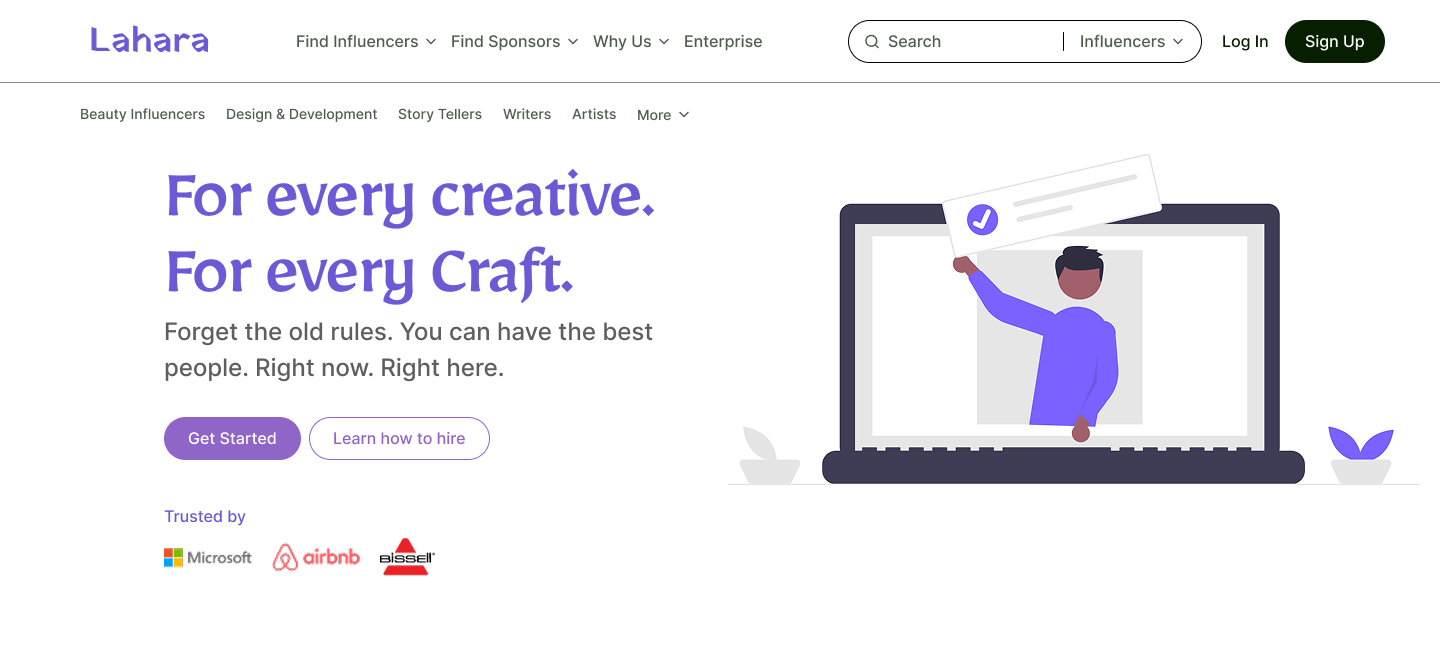 Lahara
Find Influencers Find Sponsors Why Us Enterprise
Search Influencers
Log In Sign Up
Beauty Influencers Design & Development Story Tellers Writers Artists More
For every creative.
For every Craft.
Forget the old rules. You can have the best
people. Right now. Right here.
Get Started Learn how to hire
Trusted by
Microsoft airbnb BISSELL